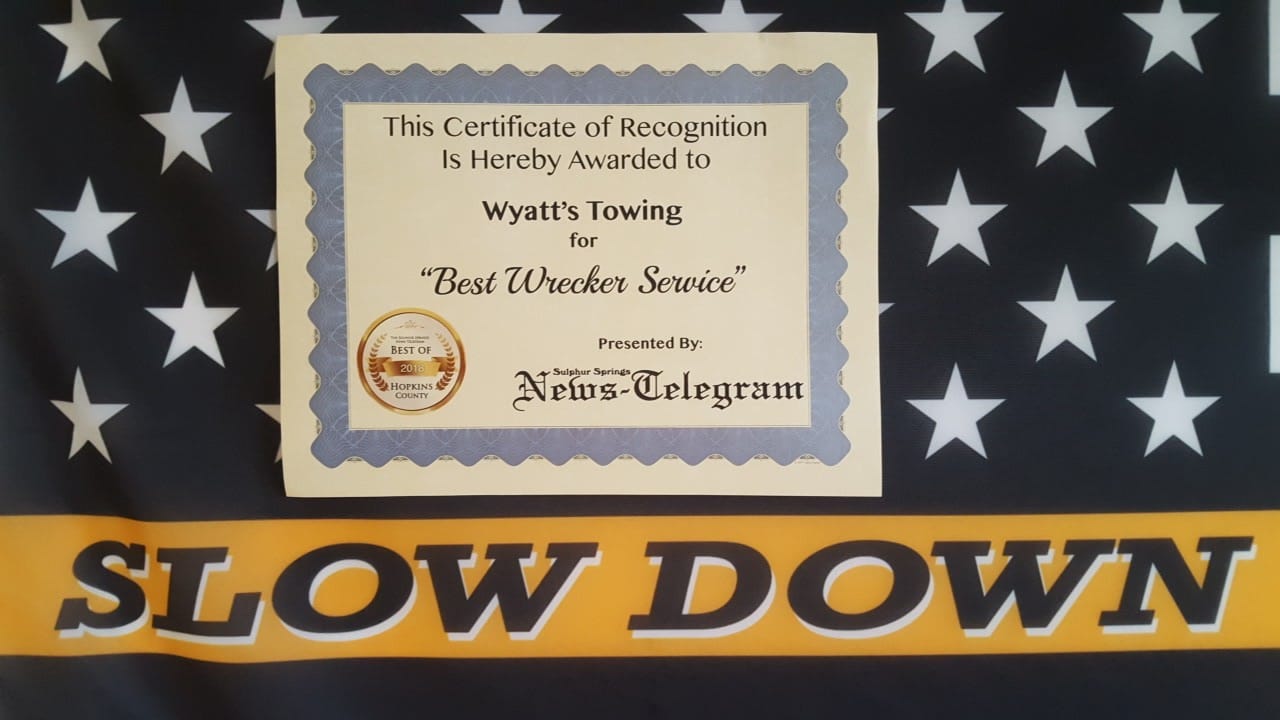 This Certificate of Recognition
Is Hereby Awarded to
Wyatt's Towing
for
"Best Wrecker Service"
Presented By:
Sulphur Springs
News-Telegram
BEST OF
2018
HOPKINS
COUNTY
SLOW DOWN